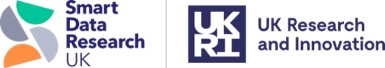 Smart
Data
Research
UK
UK
RI
UK Research
and Innovation